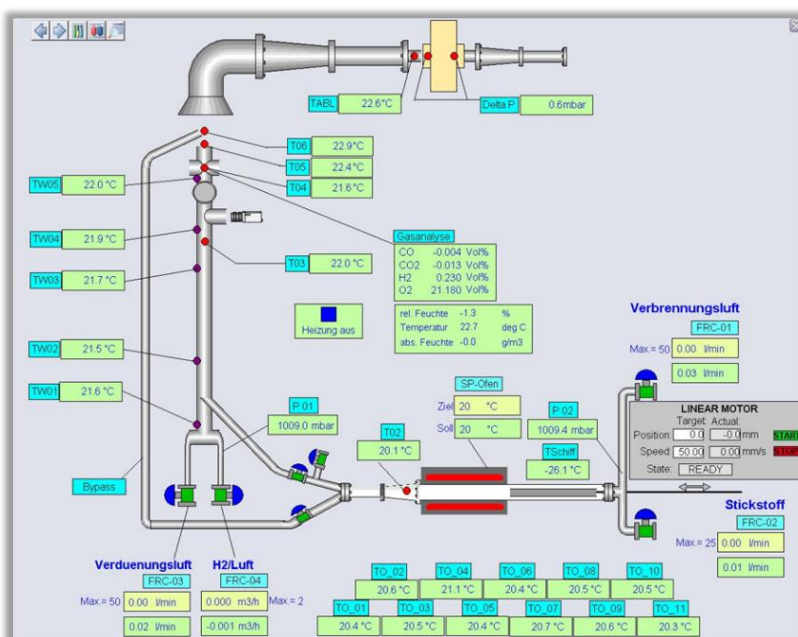 TABL 22.6°C Delta P 0.6mbar
T06 22.9 °C
T05 22.4 °C
T04 21.6 °C
TW05 22.0 °C
TW04 21.9 °C
T03 22.0 °C
TW03 21.7 °C
TW02 21.5 °C
TW01 21.6 °C
Gasanalyse
CO -0.004 Vol%
CO2 -0.013 Vol%
H2 0.230 Vol%
O2 21.180 Vol%
rel. Feuchte -1.3 %
Temperatur 22.7 deg C
abs. Feuchte -0.0 g/m3
Heizung aus
Verbrennungsluft
FRC-01
Max.= 50 0.00 l/min
0.03 l/min
SP-Ofen
Ziel 20 °C
Soll 20 °C
P 01
1009.0 mbar
T02
20.1 °C
P 02
1009.4 mbar
TSchiff
-26.1 °C
LINEAR MOTOR
Target: Actual:
Position: 0.0 -0.0 mm START
Speed: 50.00 0.00 mm/s STOP
State: READY
Bypass
Stickstoff
FRC-02
Max.= 25 0.00 l/min
0.01 l/min
Verduenungsluft H2/Luft
FRC-03 FRC-04
Max.= 50 0.00 l/min 0.000 m3/h Max.= 2
0.02 l/min -0.001 m3/h
TO_02 TO_04 TO_06 TO_08 TO_10
20.6 °C 21.1 °C 20.4 °C 20.5 °C 20.5 °C
TO_01 TO_03 TO_05 TO_07 TO_09 TO_11
20.4 °C 20.5 °C 20.4 °C 20.7 °C 20.6 °C 20.3 °C